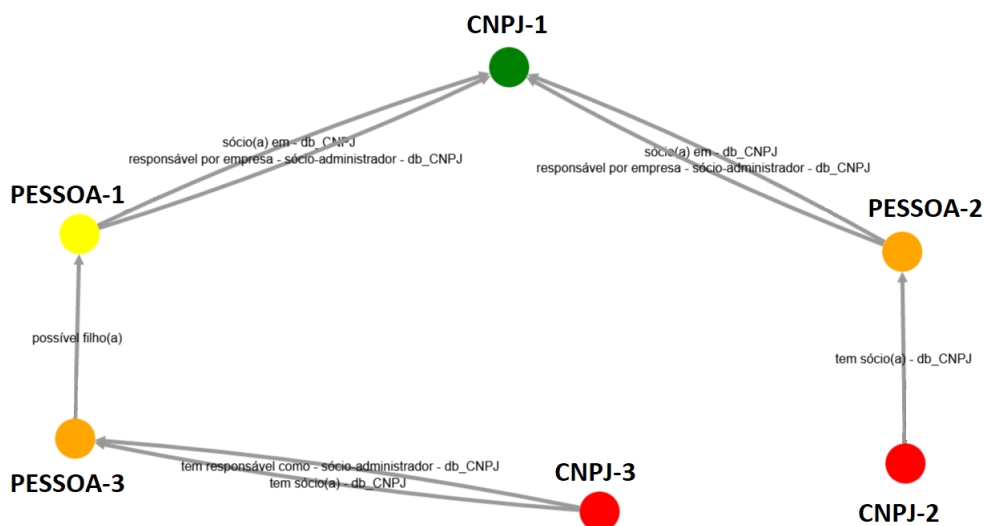 CNPJ-1
sócio(a) em - db_CNPJ
responsável por empresa - sócio-administrador - db_CNPJ
sócio(a) em - db_CNPJ
responsável por empresa - sócio-administrador - db_CNPJ
PESSOA-1
PESSOA-2
possível filho(a)
tem sócio(a) - db_CNPJ
tem responsável como - sócio-administrador - db_CNPJ
tem sócio(a) - db_CNPJ
PESSOA-3
CNPJ-3
CNPJ-2